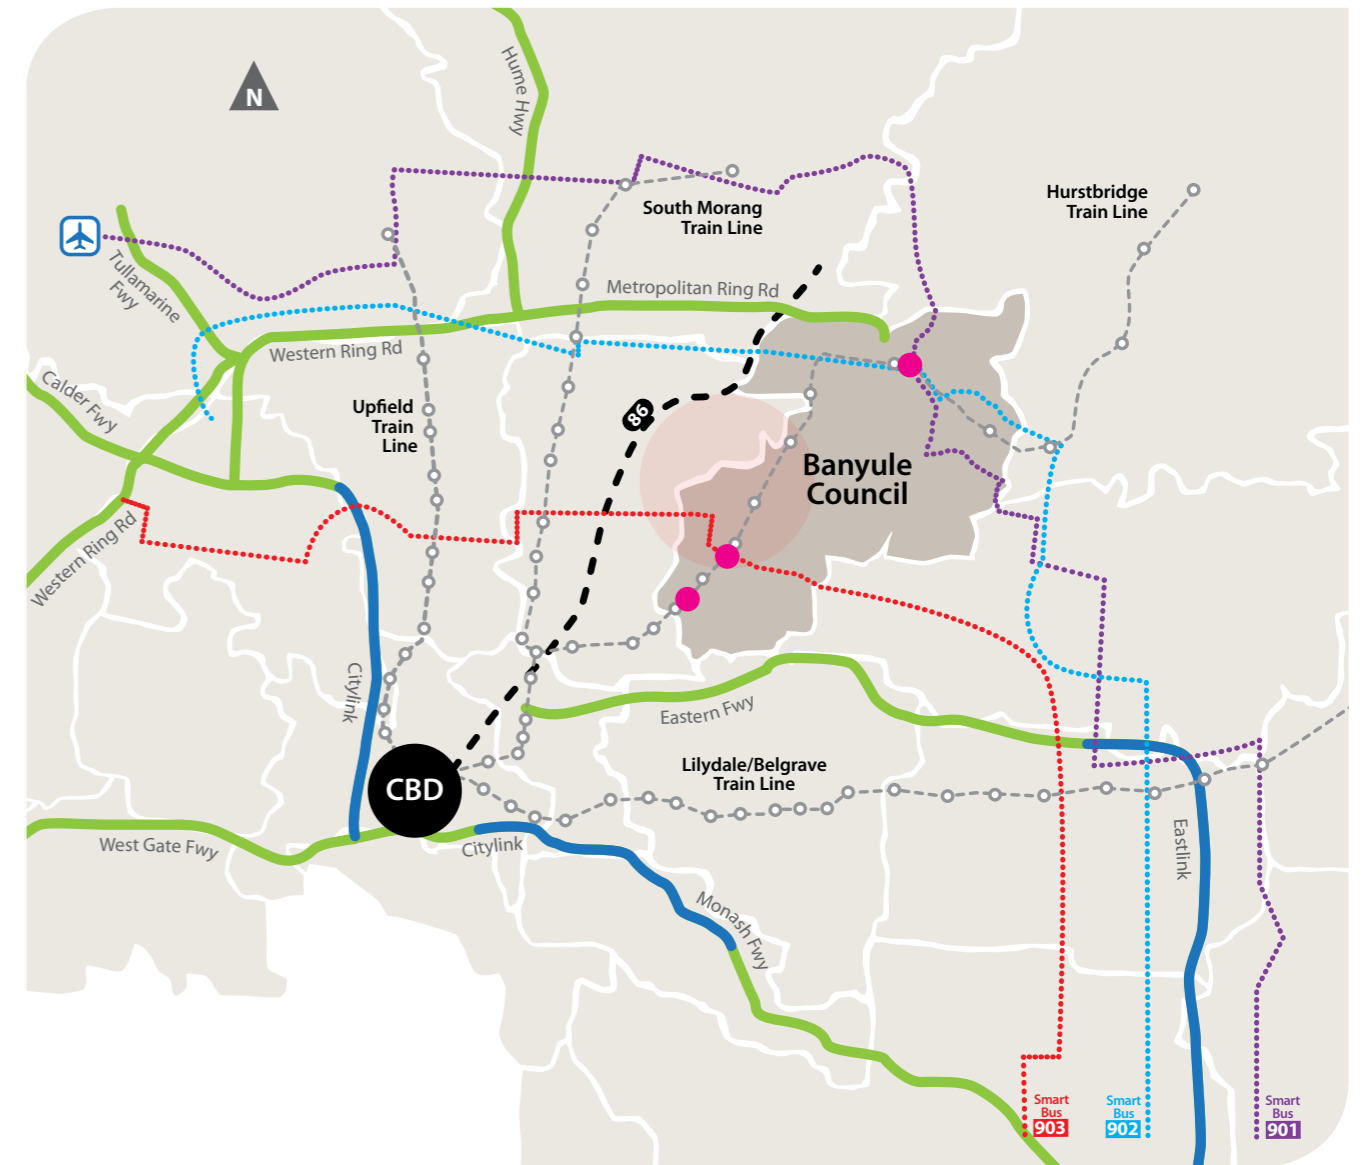 N
Hume Hwy
Hurstbridge
Train Line
South Morang
Train Line
Tullamarine
Fwy
Metropolitan Ring Rd
Western Ring Rd
Calder Fwy
Upfield
Train
Line
86
Banyule
Council
Western Ring Rd
Citylink
Eastern Fwy
Lilydale/Belgrave
Train Line
CBD
West Gate Fwy
Citylink
Eastlink
Monash Fwy
Smart
Bus
903
Smart
Bus
902
Smart
Bus
901